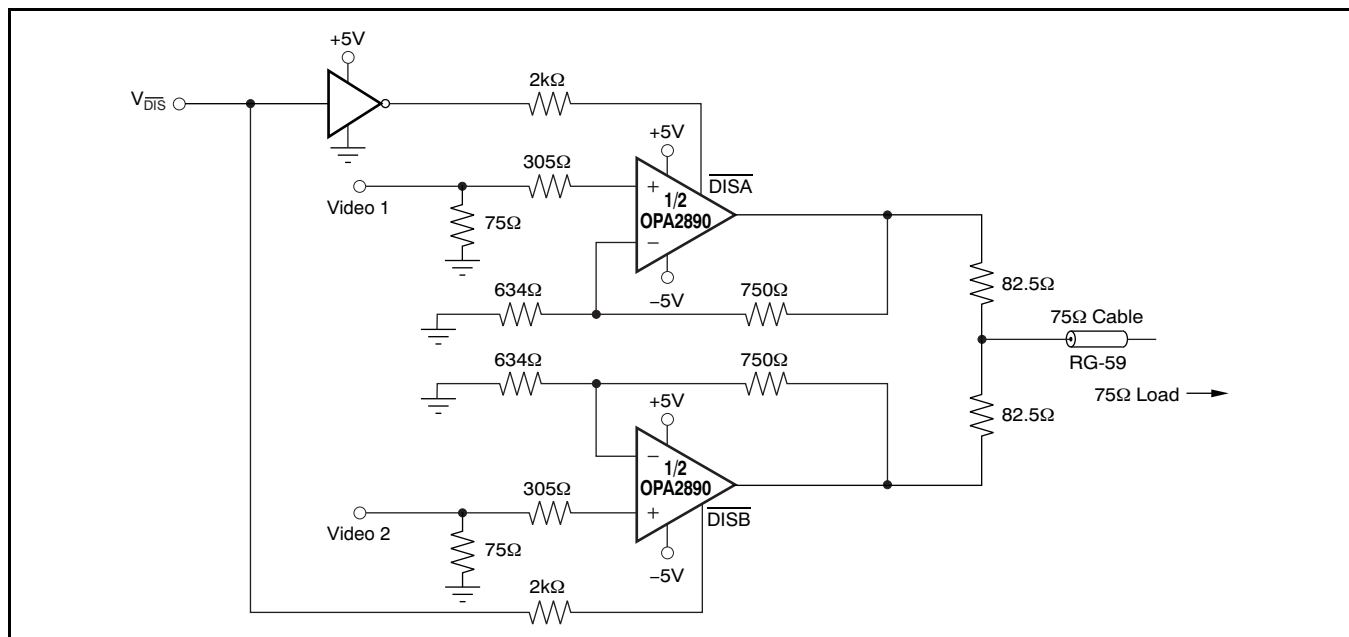 +5V
V DIS
2kΩ
+5V
305Ω
DISA
Video 1
+
1/2
OPA2890
−
75Ω
−5V
634Ω
750Ω
82.5Ω
75Ω Cable
RG-59
634Ω
750Ω
75Ω Load
+5V
82.5Ω
−
1/2
OPA2890
+
305Ω
DISB
Video 2
75Ω
−5V
2kΩ